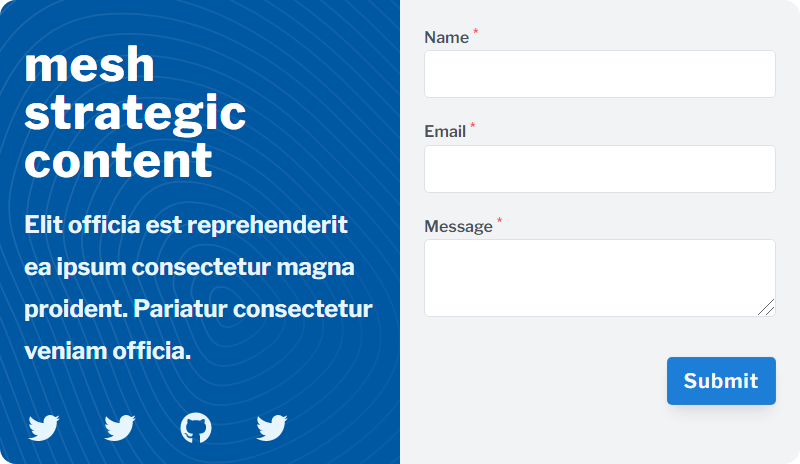 mesh
strategic
content
Elit officia est reprehenderit
ea ipsum consectetur magna
proident. Pariatur consectetur
veniam officia.
Name *
Email *
Message *
Submit